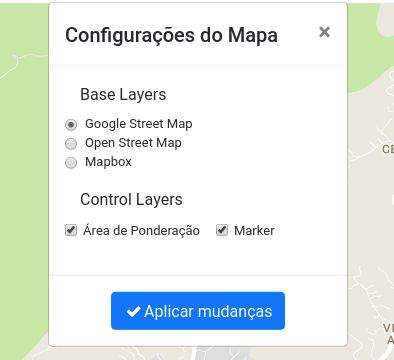 Configurações do Mapa ×
Base Layers
Google Street Map
Open Street Map
Mapbox
Control Layers
Área de Ponderação Marker
Aplicar mudanças